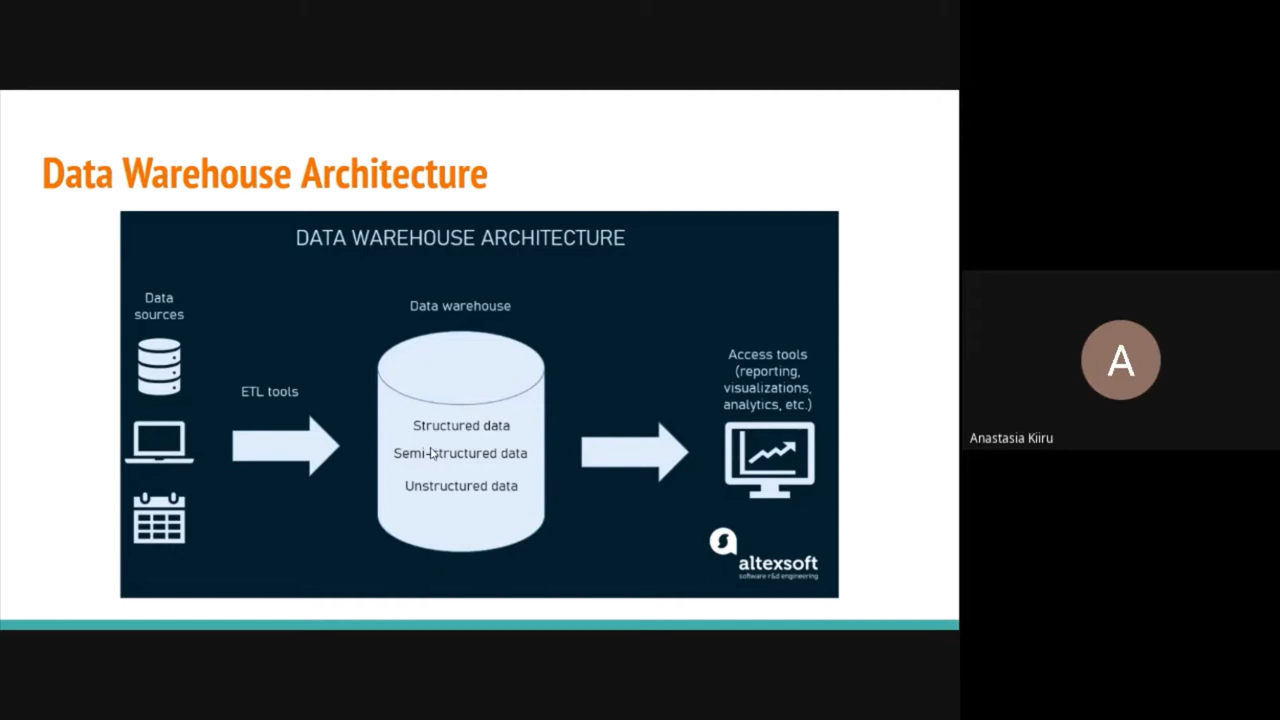 Data Warehouse Architecture
DATA WAREHOUSE ARCHITECTURE
Data
sources
ETL tools
Data warehouse
Structured data
Semi-structured data
Unstructured data
Access tools
(reporting,
visualizations,
analytics, etc.)
altexsoft
software r&d engineering
A
Anastasia Kiiru